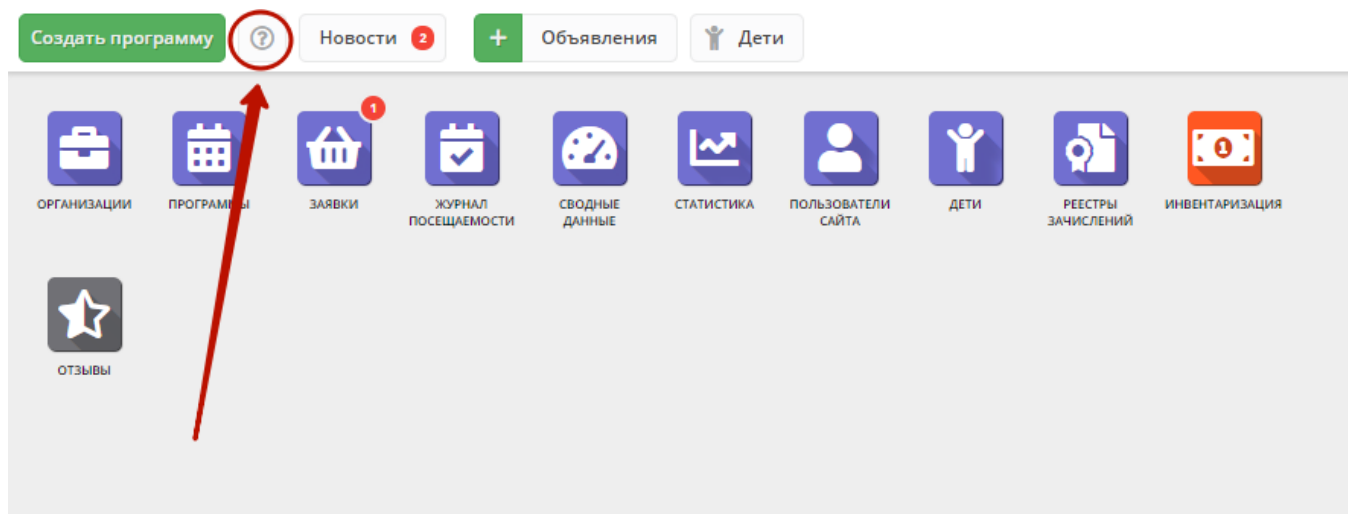 Создать программу ? Новости 2 + Объявления Дети
1
ОРГАНИЗАЦИИ ПРОГРАММЫ ЗАЯВКИ ЖУРНАЛ ПОСЕЩАЕМОСТИ СВОДНЫЕ ДАННЫЕ СТАТИСТИКА ПОЛЬЗОВАТЕЛИ САЙТА ДЕТИ РЕЕСТРЫ ЗАЧИСЛЕНИЙ ИНВЕНТАРИЗАЦИЯ
ОТЗЫВЫ